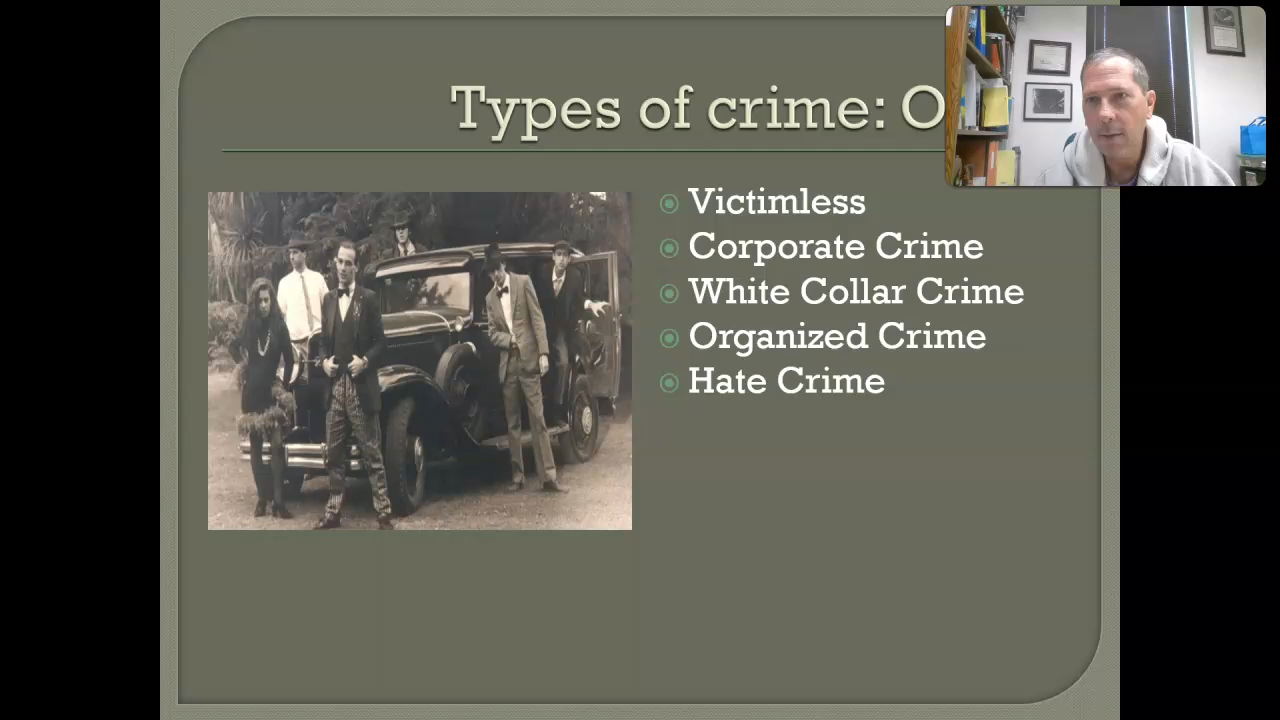 Types of crime: O
Victimless
Corporate Crime
White Collar Crime
Organized Crime
Hate Crime